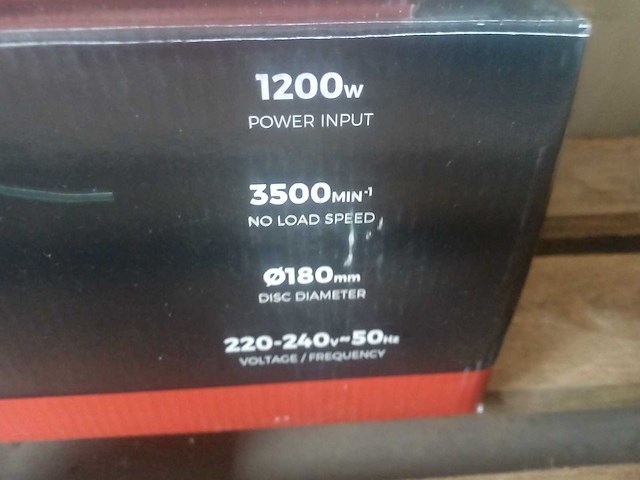 1200W
POWER INPUT
3500MIN⁻¹
NO LOAD SPEED
Ø180mm
DISC DIAMETER
220-240V~50Hz
VOLTAGE / FREQUENCY